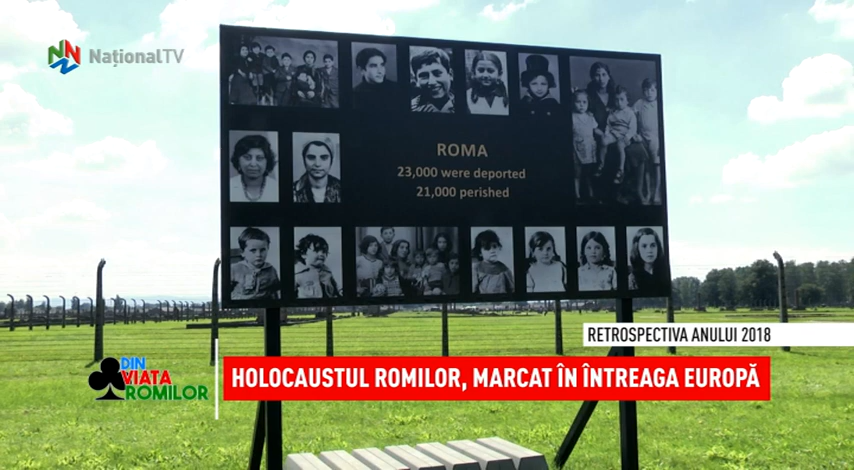 NaționalTV
ROMA
23,000 were deported
21,000 perished
RETROSPECTIVA ANULUI 2018
DIN
VIATA
ROMILOR
HOLOCAUSTUL ROMILOR, MARCAT ÎN ÎNTREAGA EUROPĂ